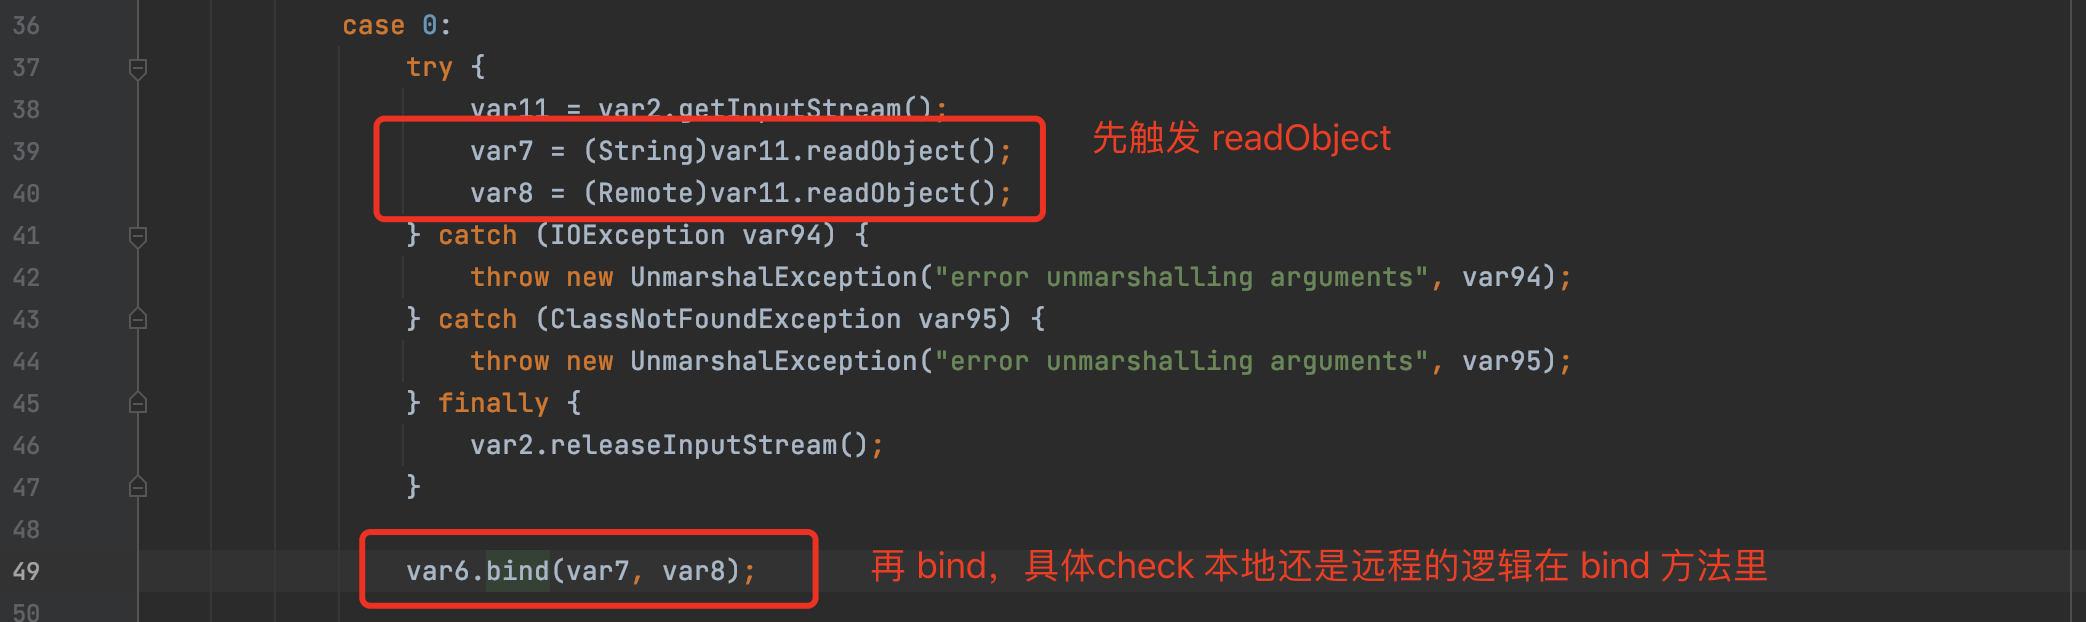 36 case 0:
37 try {
38 var11 = var2.getInputStream();
39 var7 = (String)var11.readObject();
先触发 readObject
40 var8 = (Remote)var11.readObject();
41 } catch (IOException var94) {
42 throw new UnmarshalException("error unmarshalling arguments", var94);
43 } catch (ClassNotFoundException var95) {
44 throw new UnmarshalException("error unmarshalling arguments", var95);
45 } finally {
46 var2.releaseInputStream();
47 }
48
49 var6.bind(var7, var8);
再 bind，具体check 本地还是远程的逻辑在 bind 方法里
50